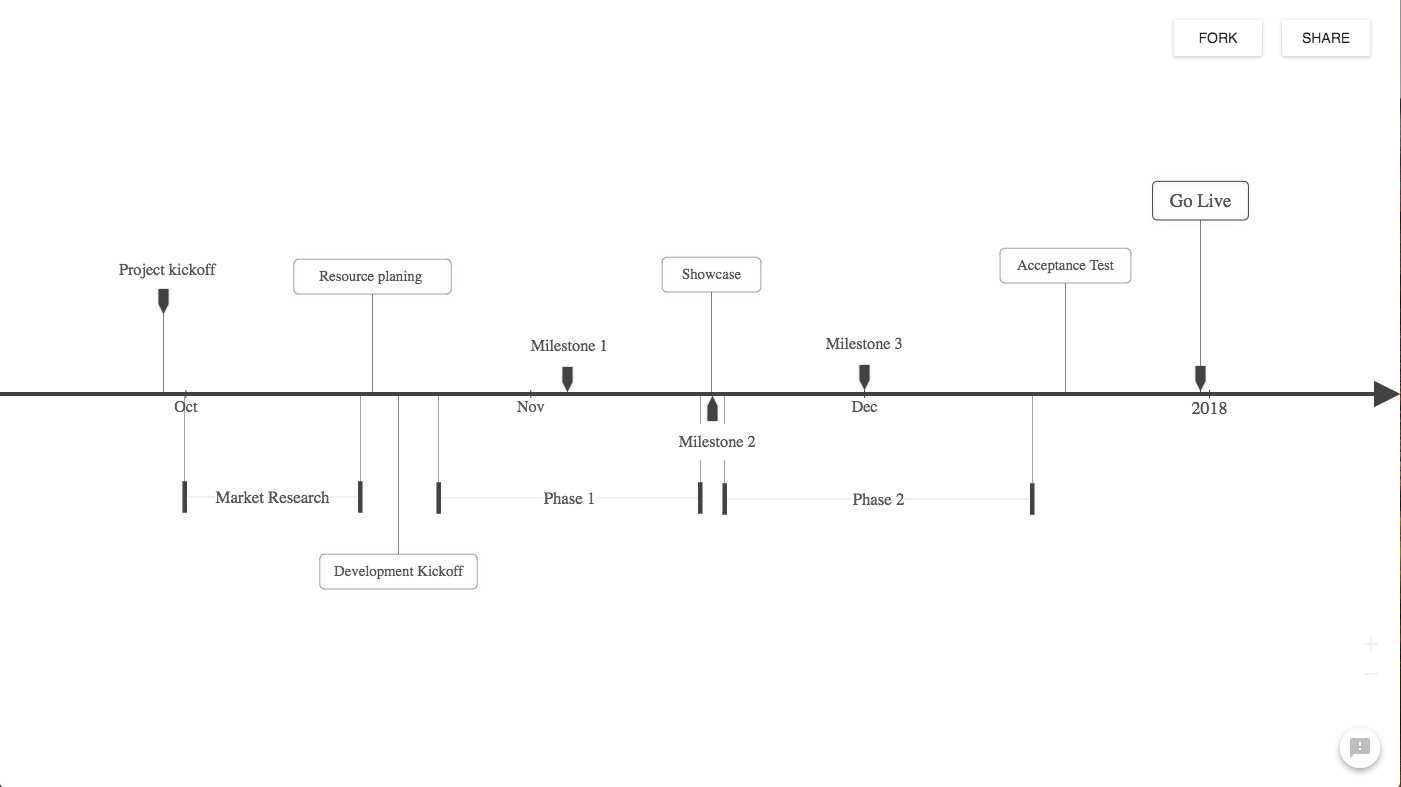 FORK
SHARE
Go Live
Project kickoff
Resource planing
Showcase
Acceptance Test
Milestone 1
Milestone 3
Oct
Nov
Dec
2018
Milestone 2
Market Research
Phase 1
Phase 2
Development Kickoff